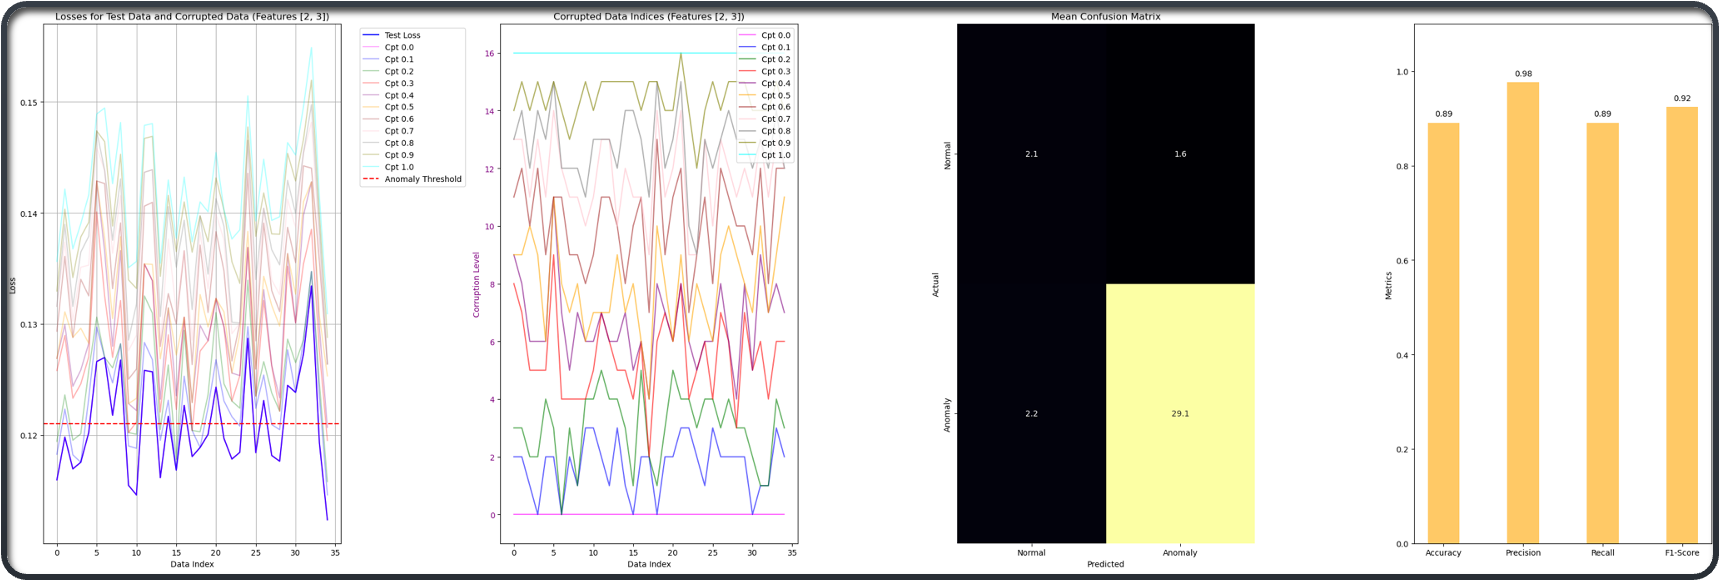 Losses for Test Data and Corrupted Data (Features [2, 3])
0.15
0.14
0.13
0.12
Loss
0
5
10
15
20
25
30
35
Data Index
Test Loss
Cpt 0.0
Cpt 0.1
Cpt 0.2
Cpt 0.3
Cpt 0.4
Cpt 0.5
Cpt 0.6
Cpt 0.7
Cpt 0.8
Cpt 0.9
Cpt 1.0
Anomaly Threshold
Corrupted Data Indices (Features [2, 3])
16
14
12
10
8
6
4
2
0
Corruption Level
0
5
10
15
20
25
30
35
Data Index
Cpt 0.0
Cpt 0.1
Cpt 0.2
Cpt 0.3
Cpt 0.4
Cpt 0.5
Cpt 0.6
Cpt 0.7
Cpt 0.8
Cpt 0.9
Cpt 1.0
Mean Confusion Matrix
Actual
Normal
2.1
1.6
Anomaly
2.2
29.1
Normal
Anomaly
Predicted
Metrics
1.0
0.8
0.6
0.4
0.2
0.0
0.89
0.98
0.89
0.92
Accuracy
Precision
Recall
F1-Score